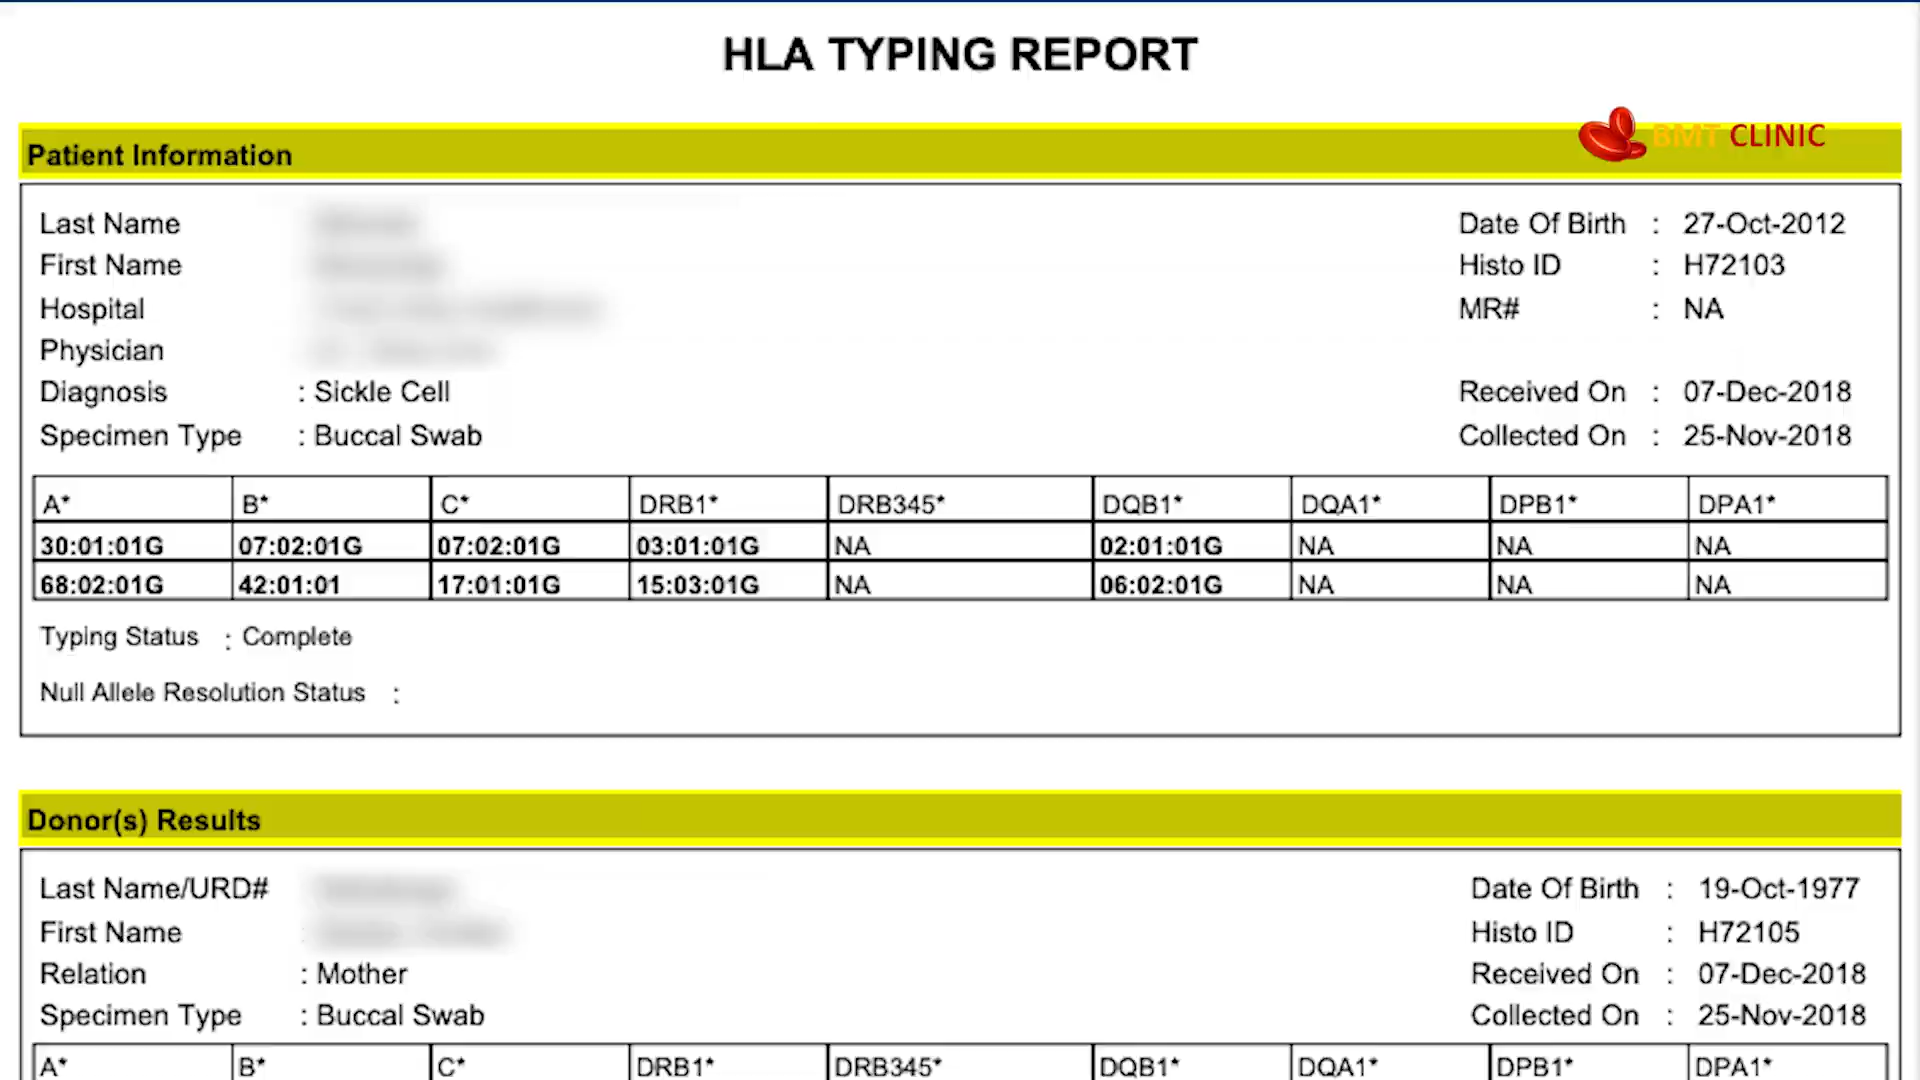 HLA TYPING REPORT
BMT CLINIC
Patient Information
Last Name Date Of Birth : 27-Oct-2012
First Name Histo ID : H72103
Hospital MR# : NA
Physician
Diagnosis : Sickle Cell Received On : 07-Dec-2018
Specimen Type : Buccal Swab Collected On : 25-Nov-2018
A* B* C* DRB1* DRB345* DQB1* DQA1* DPB1* DPA1*
30:01:01G 07:02:01G 07:02:01G 03:01:01G NA 02:01:01G NA NA NA
68:02:01G 42:01:01 17:01:01G 15:03:01G NA 06:02:01G NA NA NA
Typing Status : Complete
Null Allele Resolution Status :
Donor(s) Results
Last Name/URD# Date Of Birth : 19-Oct-1977
First Name : Histo ID : H72105
Relation : Mother Received On : 07-Dec-2018
Specimen Type : Buccal Swab Collected On : 25-Nov-2018
A* B* C* DRB1* DRB345* DQB1* DQA1* DPB1* DPA1*